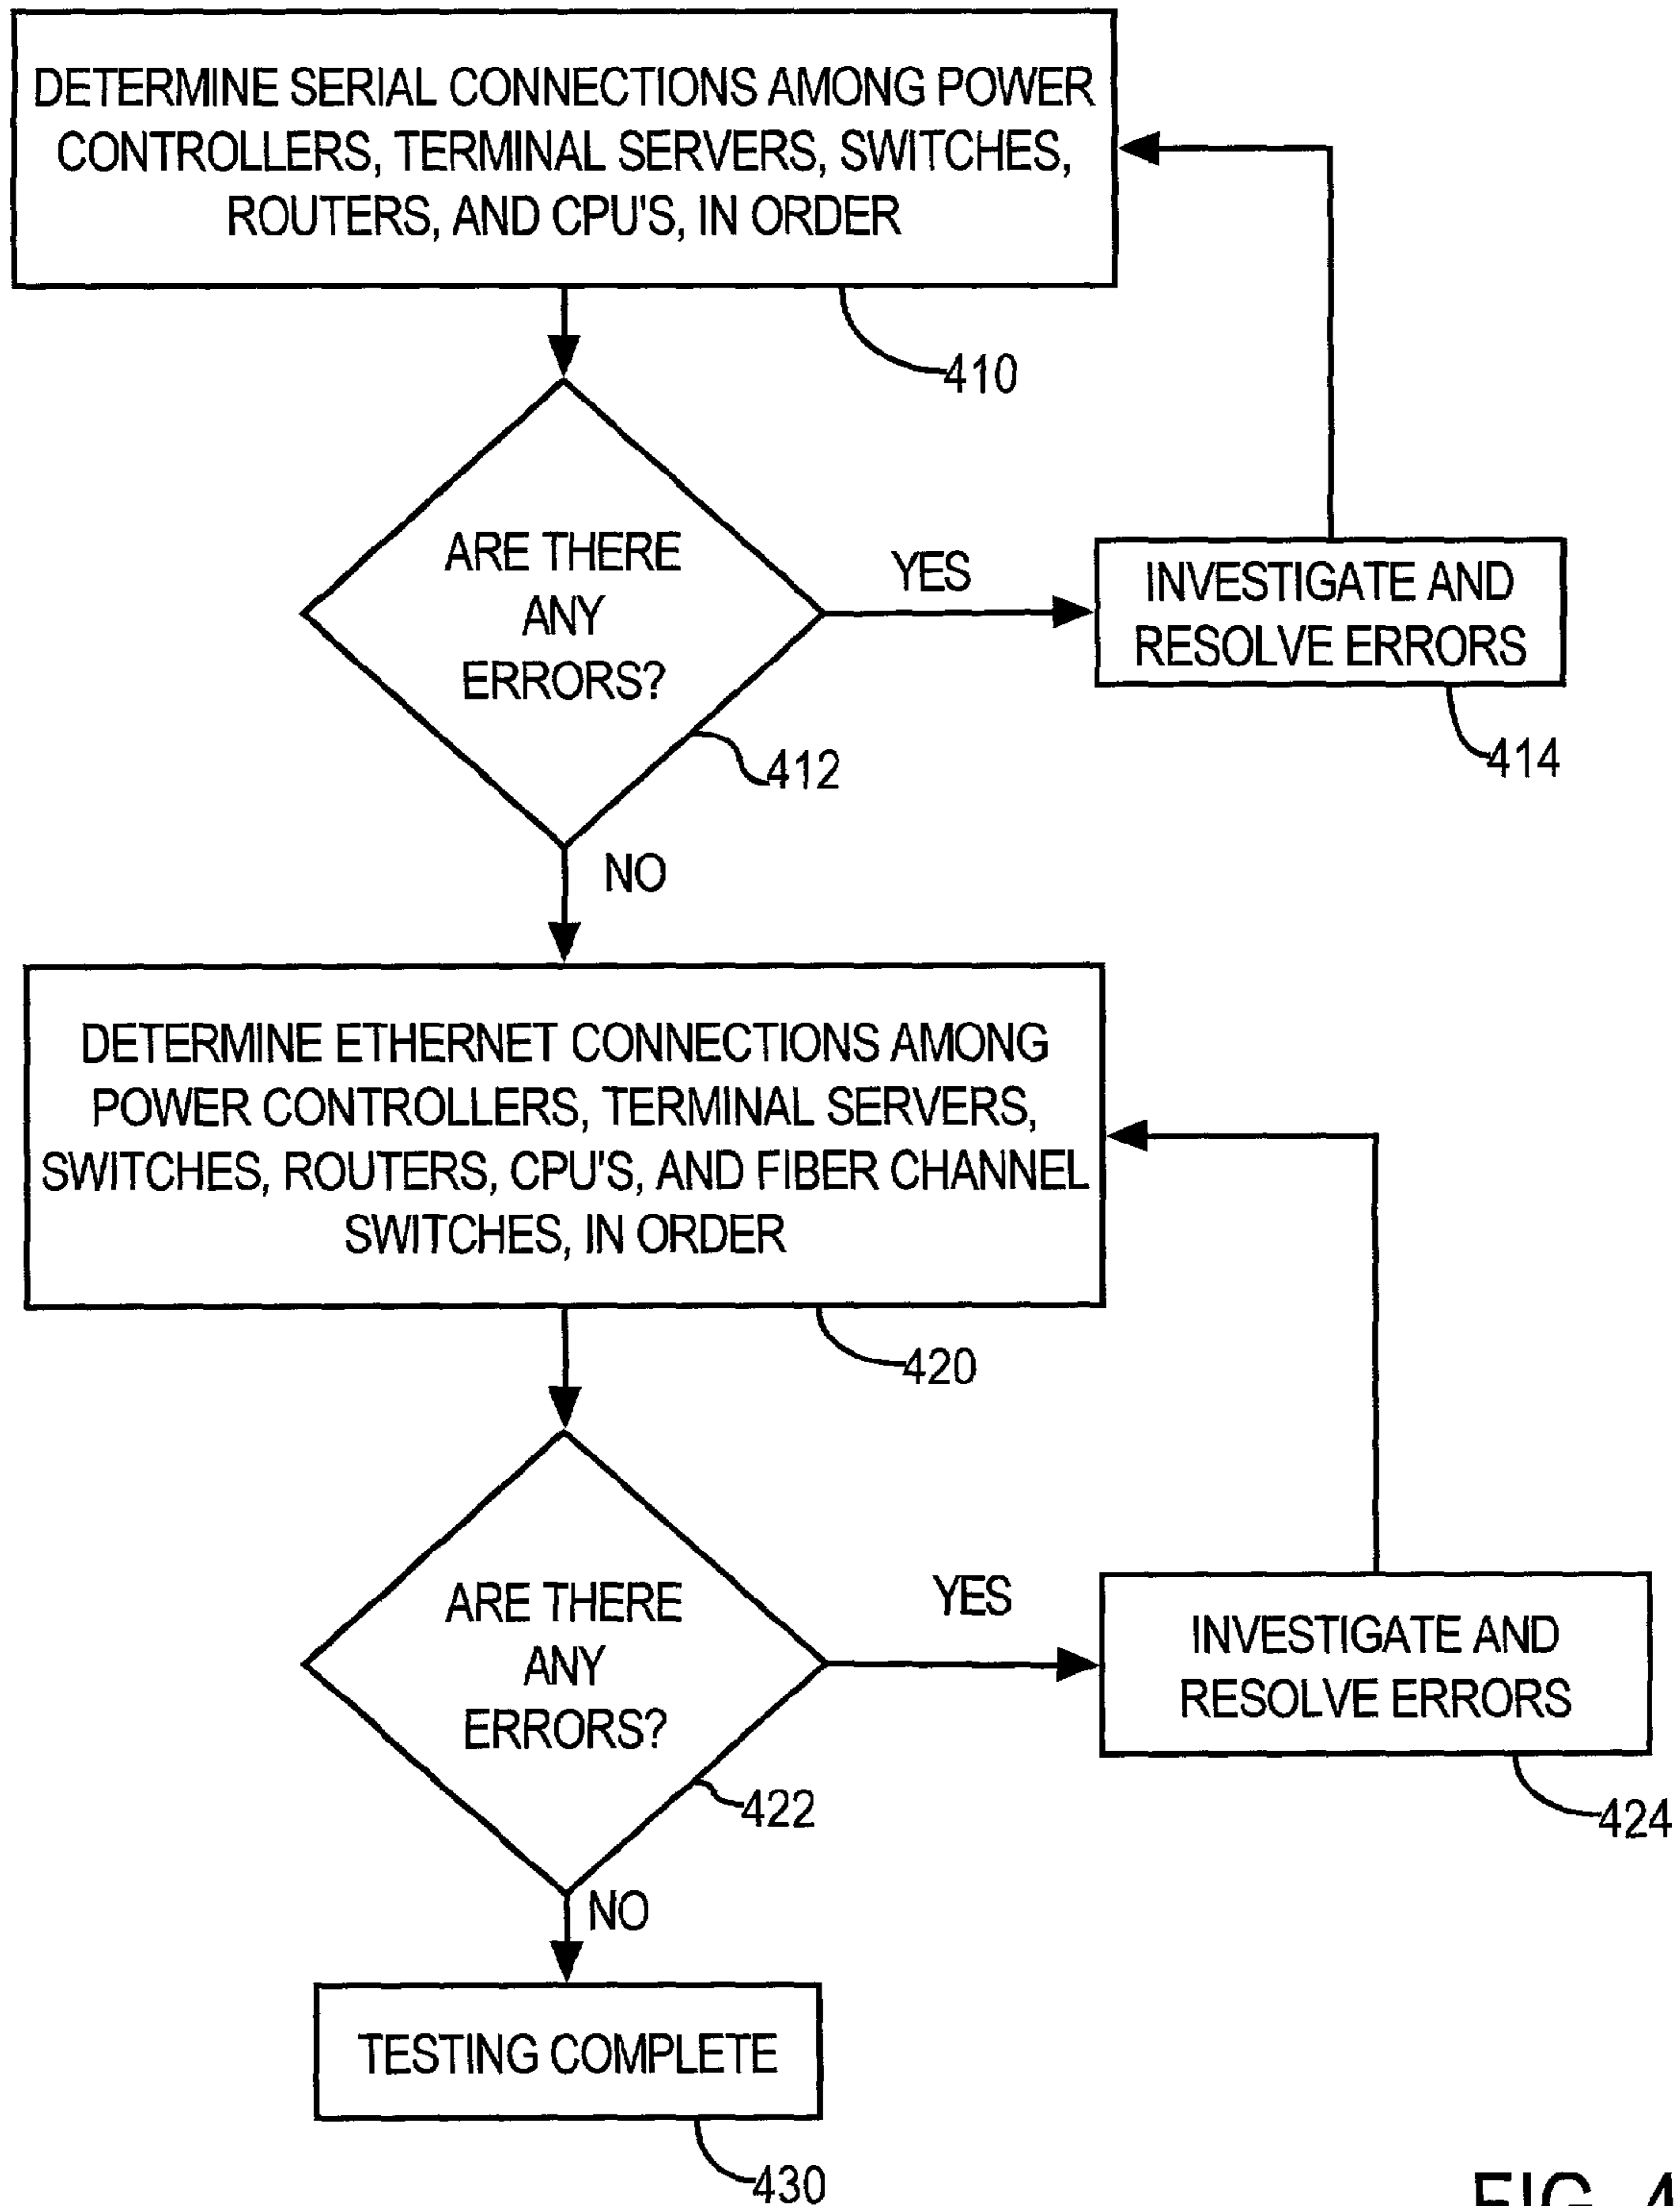 DETERMINE SERIAL CONNECTIONS AMONG POWER
CONTROLLERS, TERMINAL SERVERS, SWITCHES,
ROUTERS, AND CPU'S, IN ORDER
410
ARE THERE
ANY
ERRORS?
YES
INVESTIGATE AND
RESOLVE ERRORS
412
414
NO
DETERMINE ETHERNET CONNECTIONS AMONG
POWER CONTROLLERS, TERMINAL SERVERS,
SWITCHES, ROUTERS, CPU'S, AND FIBER CHANNEL
SWITCHES, IN ORDER
420
ARE THERE
ANY
ERRORS?
YES
INVESTIGATE AND
RESOLVE ERRORS
422
424
NO
TESTING COMPLETE
430
FIG. 4